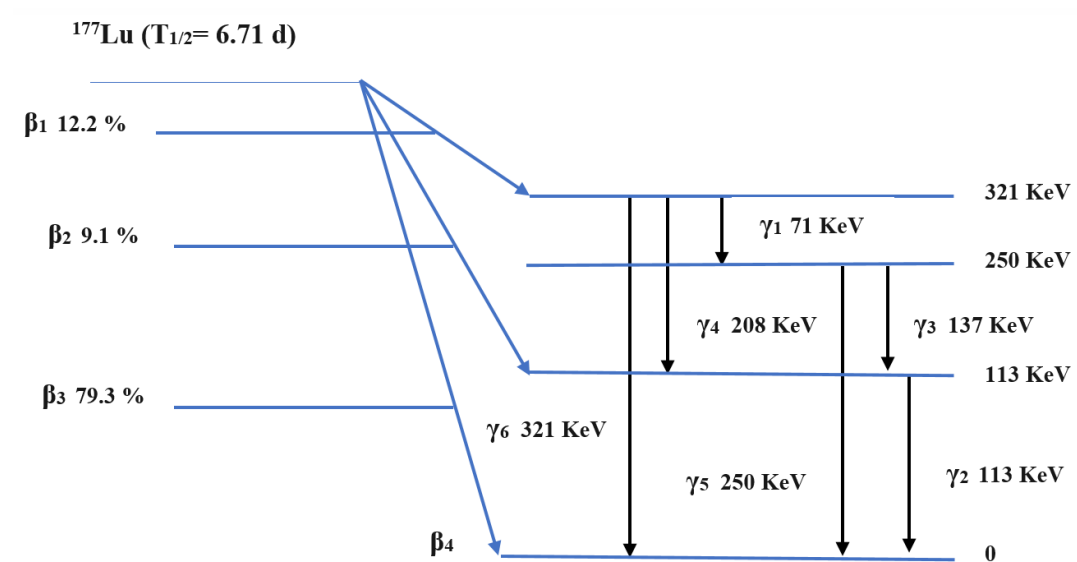 ¹⁷⁷Lu (T1/2= 6.71 d)
β1 12.2 %
321 KeV
γ1 71 KeV
β2 9.1 %
250 KeV
γ4 208 KeV
γ3 137 KeV
113 KeV
β3 79.3 %
γ6 321 KeV
γ5 250 KeV
γ2 113 KeV
β4
0